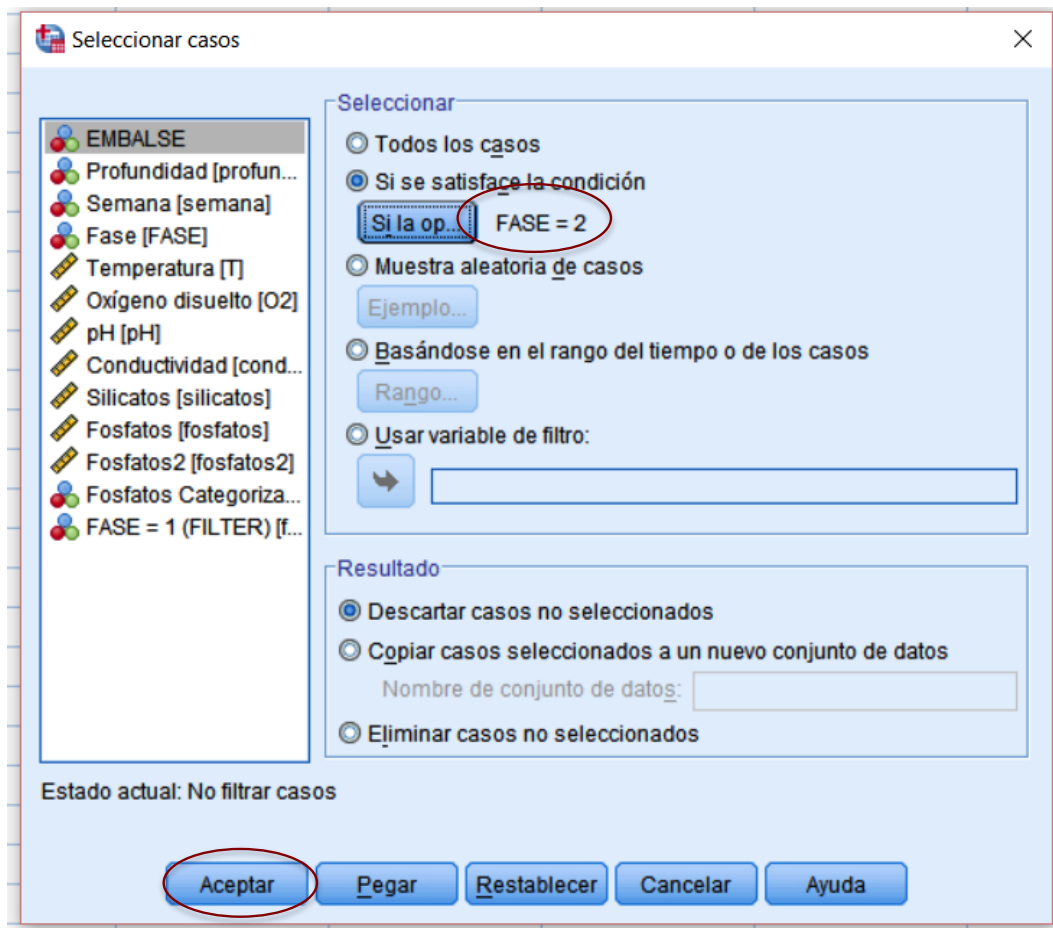 Seleccionar casos
EMBALSE
Profundidad [profun...
Semana [semana]
Fase [FASE]
Temperatura [T]
Oxígeno disuelto [O2]
pH [pH]
Conductividad [cond...
Silicatos [silicatos]
Fosfatos [fosfatos]
Fosfatos2 [fosfatos2]
Fosfatos Categoriza...
FASE = 1 (FILTER) [f...
Seleccionar
Todos los casos
Si se satisface la condición
Si la op... FASE = 2
Muestra aleatoria de casos
Ejemplo...
Basándose en el rango del tiempo o de los casos
Rango...
Usar variable de filtro:
Resultado
Descartar casos no seleccionados
Copiar casos seleccionados a un nuevo conjunto de datos
Nombre de conjunto de datos:
Eliminar casos no seleccionados
Estado actual: No filtrar casos
Aceptar Pegar Restablecer Cancelar Ayuda